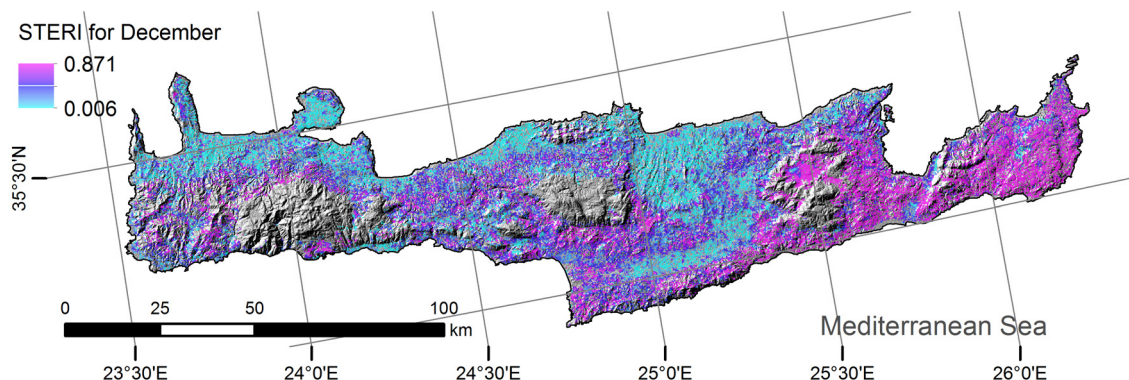 STERI for December
0.871
0.006
35°30'N
0 25 50 100
km
Mediterranean Sea
23°30'E 24°0'E 24°30'E 25°0'E 25°30'E 26°0'E